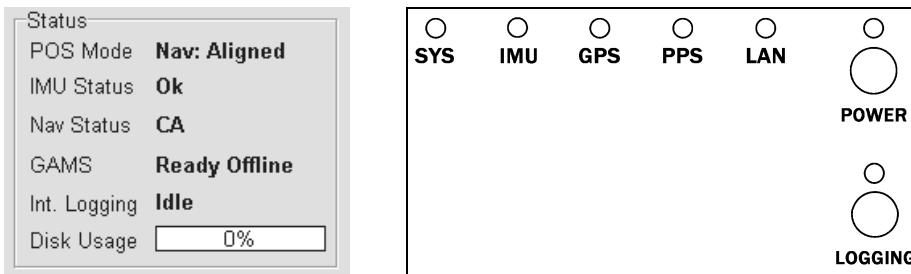 Status
POS Mode Nav: Aligned
IMU Status Ok
Nav Status CA
GAMS Ready Offline
Int. Logging Idle
Disk Usage 0%
SYS IMU GPS PPS LAN
POWER
LOGGING